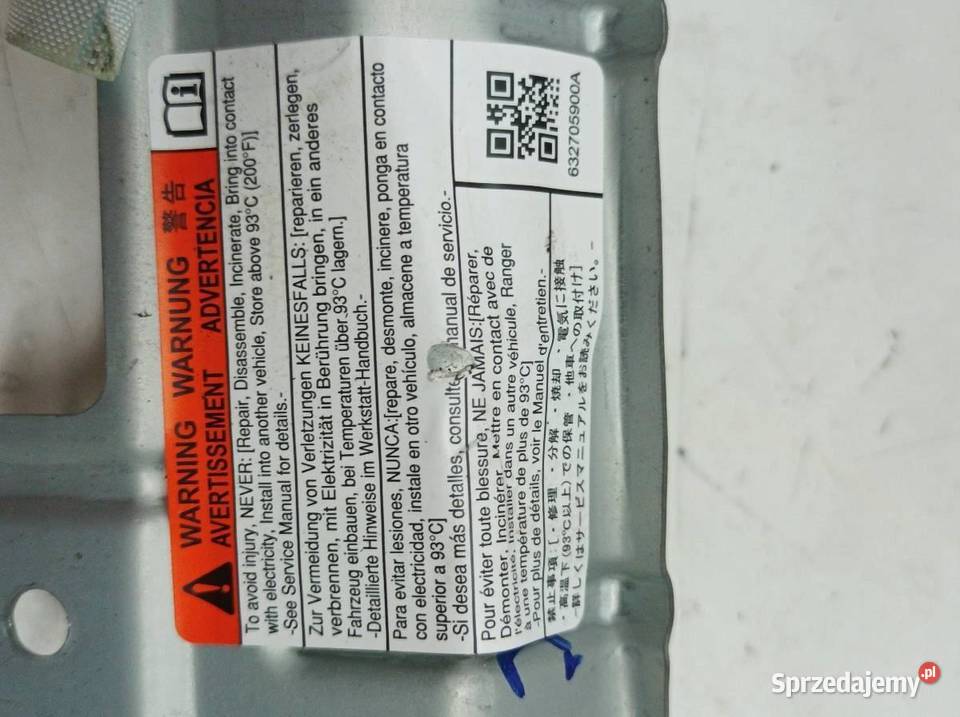 WARNING WARNUNG 警告
AVERTISSEMENT ADVERTENCIA
To avoid injury, NEVER: [Repair, Disassemble, Incinerate, Bring into contact
with electricity, Install into another vehicle, Store above 93°C (200°F)]
-See Service Manual for details.-
Zur Vermeidung von Verletzungen KEINESFALLS: [reparieren, zerlegen,
verbrennen, mit Elektrizität in Berührung bringen, in ein anderes
Fahrzeug einbauen, bei Temperaturen über 93°C lagern.]
-Detaillierte Hinweise im Werkstatt-Handbuch.-
Para evitar lesiones, NUNCA:[repare, desmonte, incinere, ponga en contacto
con electricidad, instale en otro vehículo, almacene a temperatura
superior a 93°C]
-Si desea más detalles, consulte manual de servicio.-
Pour éviter toute blessure, NE JAMAIS:[Réparer,
Démonter, Incinérer, Mettre en contact avec de
l'électricité; Installer dans un autre véhicule, Ranger
à une température de plus de 93°C]
-Pour plus de détails, voir le Manuel d'entretien.-
禁止事項:[・修理・分解・焼却・電気に接触
・高温下(93°C以上)での保管・他車への取付け]
-詳しくはサービスマニュアルをお読みください。-
632705900A
Sprzedajemy.pl